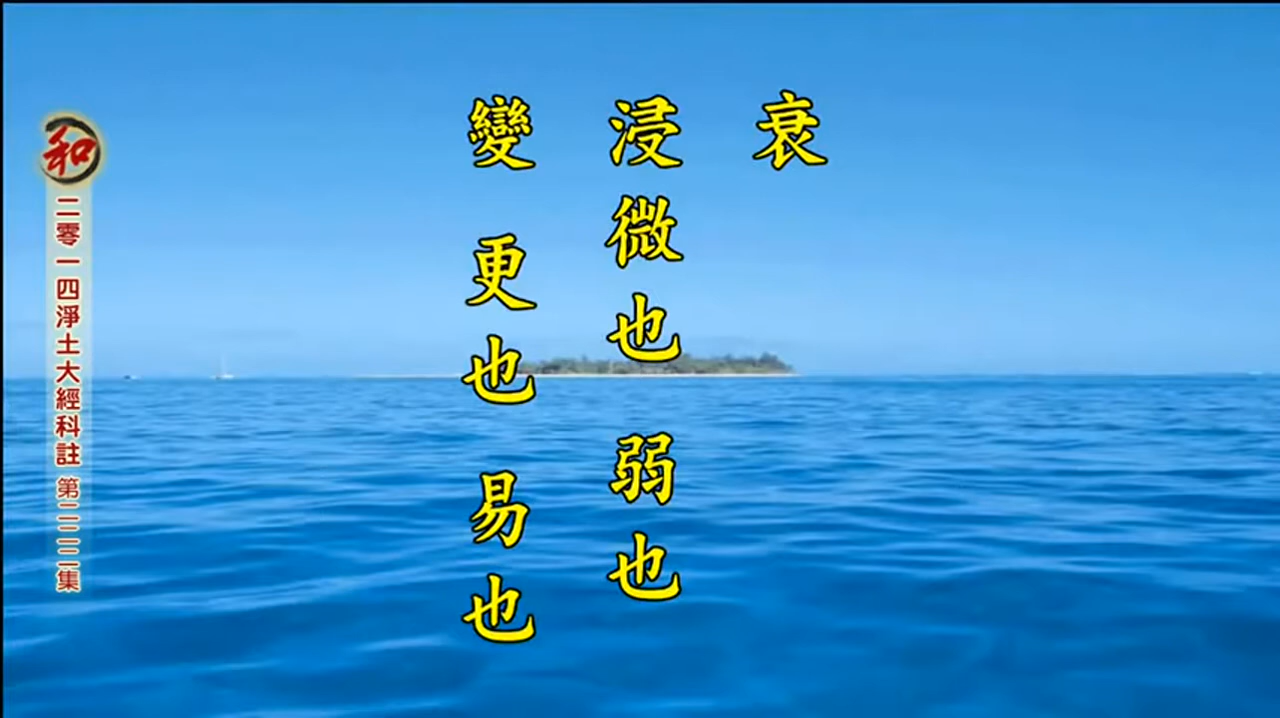 衰
浸微也 弱也
變 更也 易也
和
二零一四淨土大經科註 第二二二集